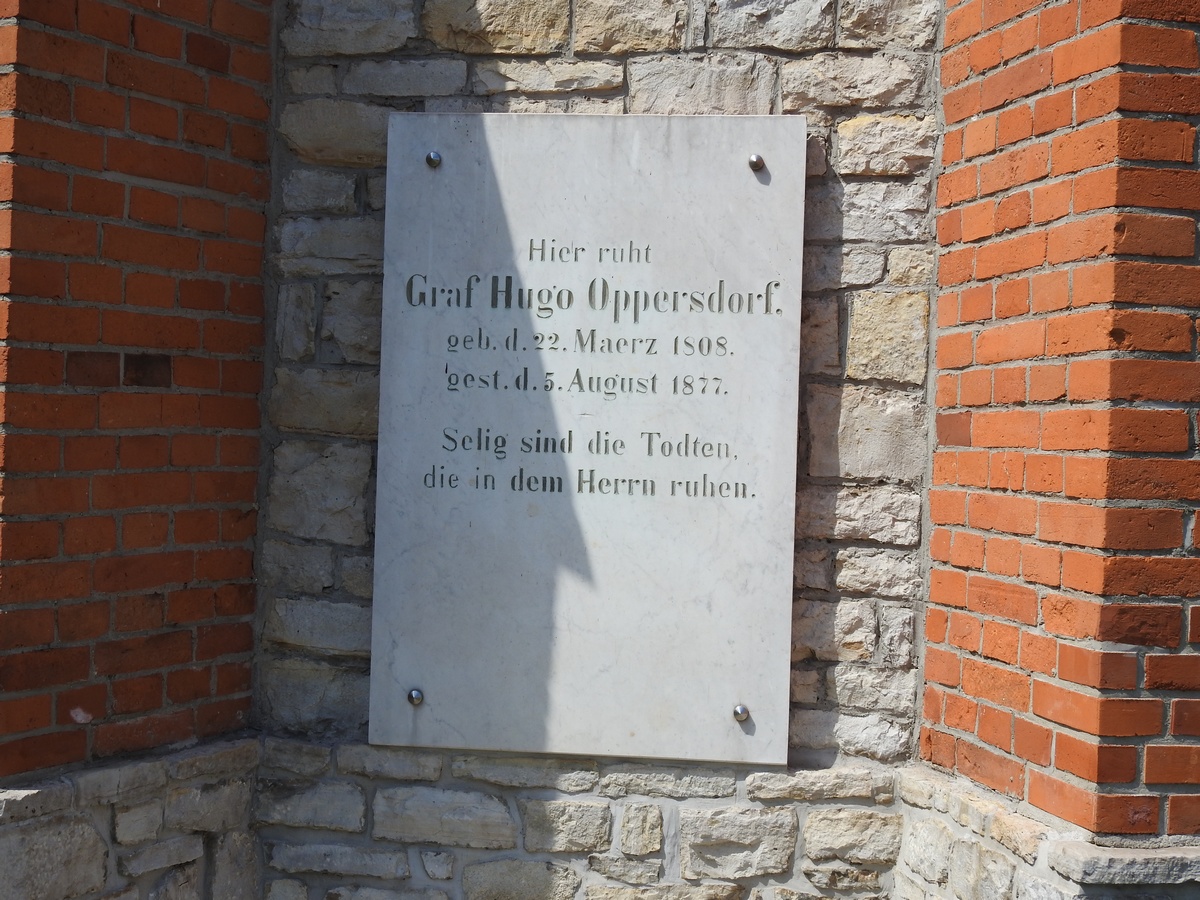 Hier ruht
Graf Hugo Oppersdorf.
geb. d. 22. Maerz 1808.
gest. d. 5. August 1877.
Selig sind die Todten,
die in dem Herrn ruhen.